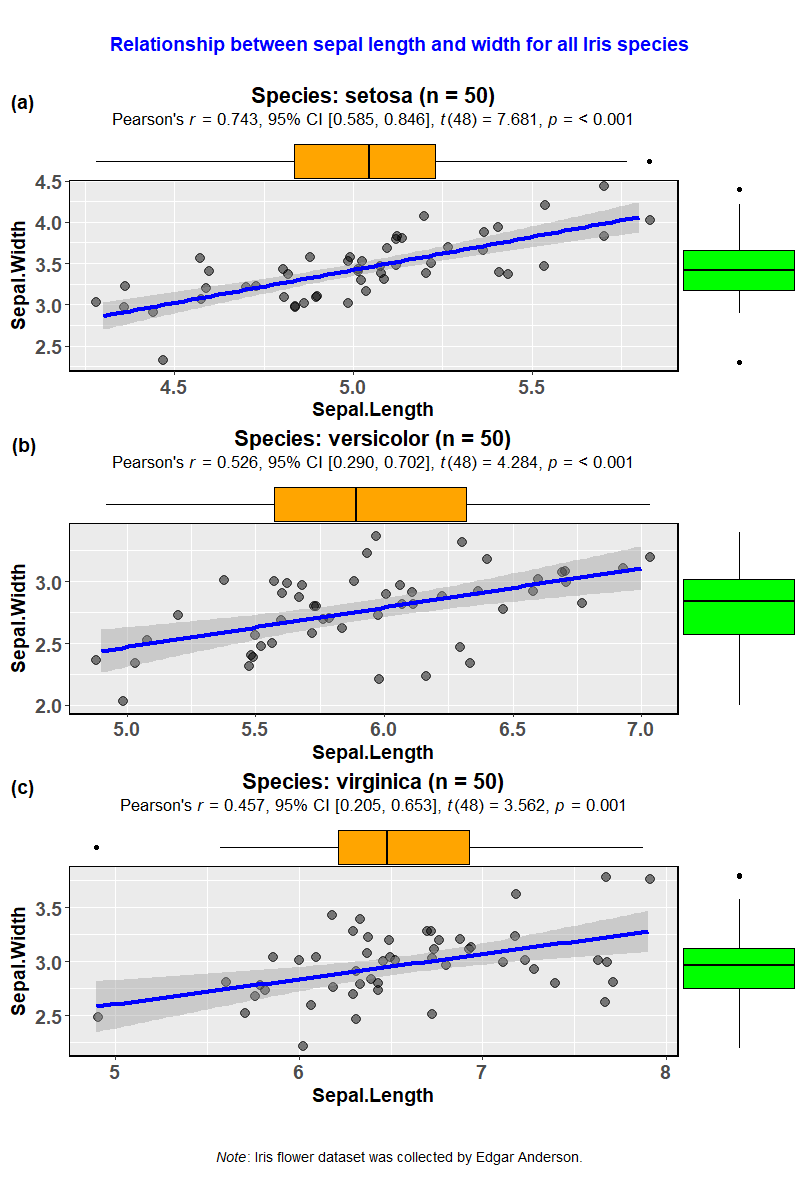 Relationship between sepal length and width for all Iris species
(a)
Species: setosa (n = 50)
Pearson's r = 0.743, 95% CI [0.585, 0.846], t(48) = 7.681, p = < 0.001
4.5
4.0
3.5
3.0
2.5
Sepal.Width
4.5 5.0 5.5
Sepal.Length
(b)
Species: versicolor (n = 50)
Pearson's r = 0.526, 95% CI [0.290, 0.702], t(48) = 4.284, p = < 0.001
3.0
2.5
2.0
Sepal.Width
5.0 5.5 6.0 6.5 7.0
Sepal.Length
(c)
Species: virginica (n = 50)
Pearson's r = 0.457, 95% CI [0.205, 0.653], t(48) = 3.562, p = 0.001
3.5
3.0
2.5
Sepal.Width
5 6 7 8
Sepal.Length
Note: Iris flower dataset was collected by Edgar Anderson.